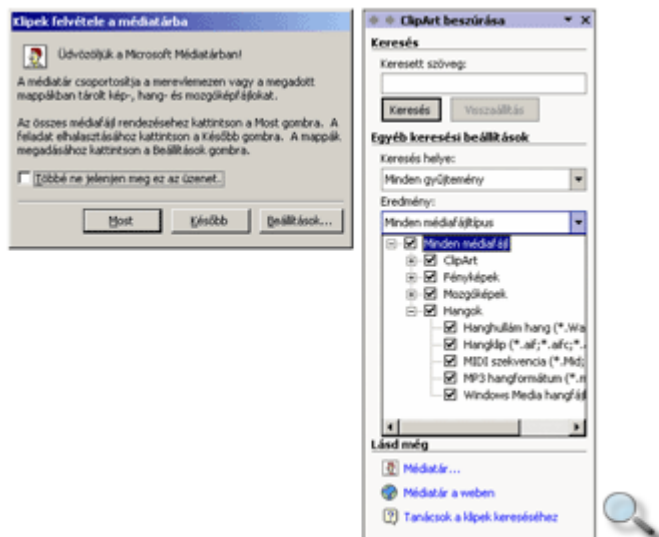 Klipek felvétele a médiatárba
Üdvözöljük a Microsoft Médiatárban!
A médiatár csoportosítja a merevlemezen vagy a megadott
mappákban tárolt kép-, hang- és mozgóképfájlokat.
Az összes médiafájl rendezéséhez kattintson a Most gombra. A
feladat elhalasztásához kattintson a Később gombra. A mappák
megadásához kattintson a Beállítások gombra.
Többé ne jelenjen meg ez az üzenet.
Most Később Beállítások...
ClipArt beszúrása
Keresés
Keresett szöveg:
Keresés Visszaállítás
Egyéb keresési beállítások
Keresés helye:
Minden gyűjtemény
Eredmény:
Minden médiafájltípus
Minden médiafájl
ClipArt
Fényképek
Mozgóképek
Hangok
Hanghullám hang (*.Wa
Hangklip (*.aif;*.aifc;*.
MIDI szekvencia (*.Mid;
MP3 hangformátum (*.m
Windows Media hangfájl
Lásd még
Médiatár...
Médiatár a weben
Tanácsok a klipek kereséséhez